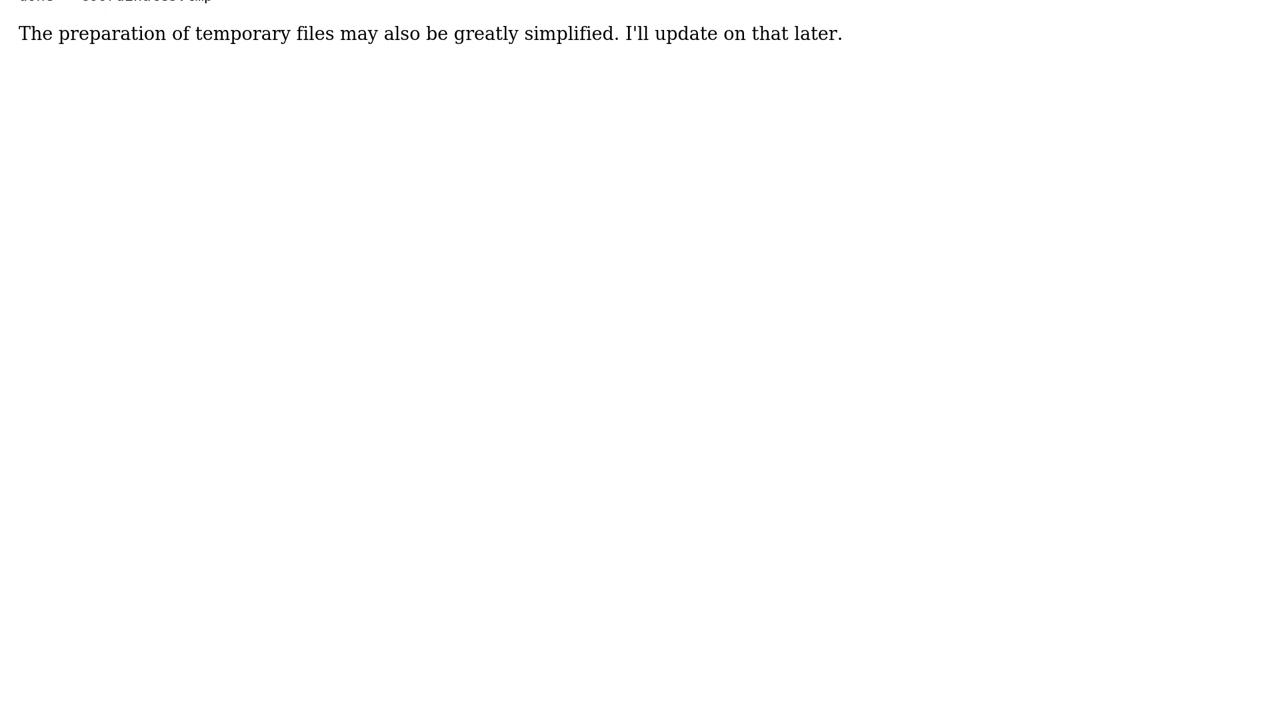 The preparation of temporary files may also be greatly simplified. I'll update on that later.